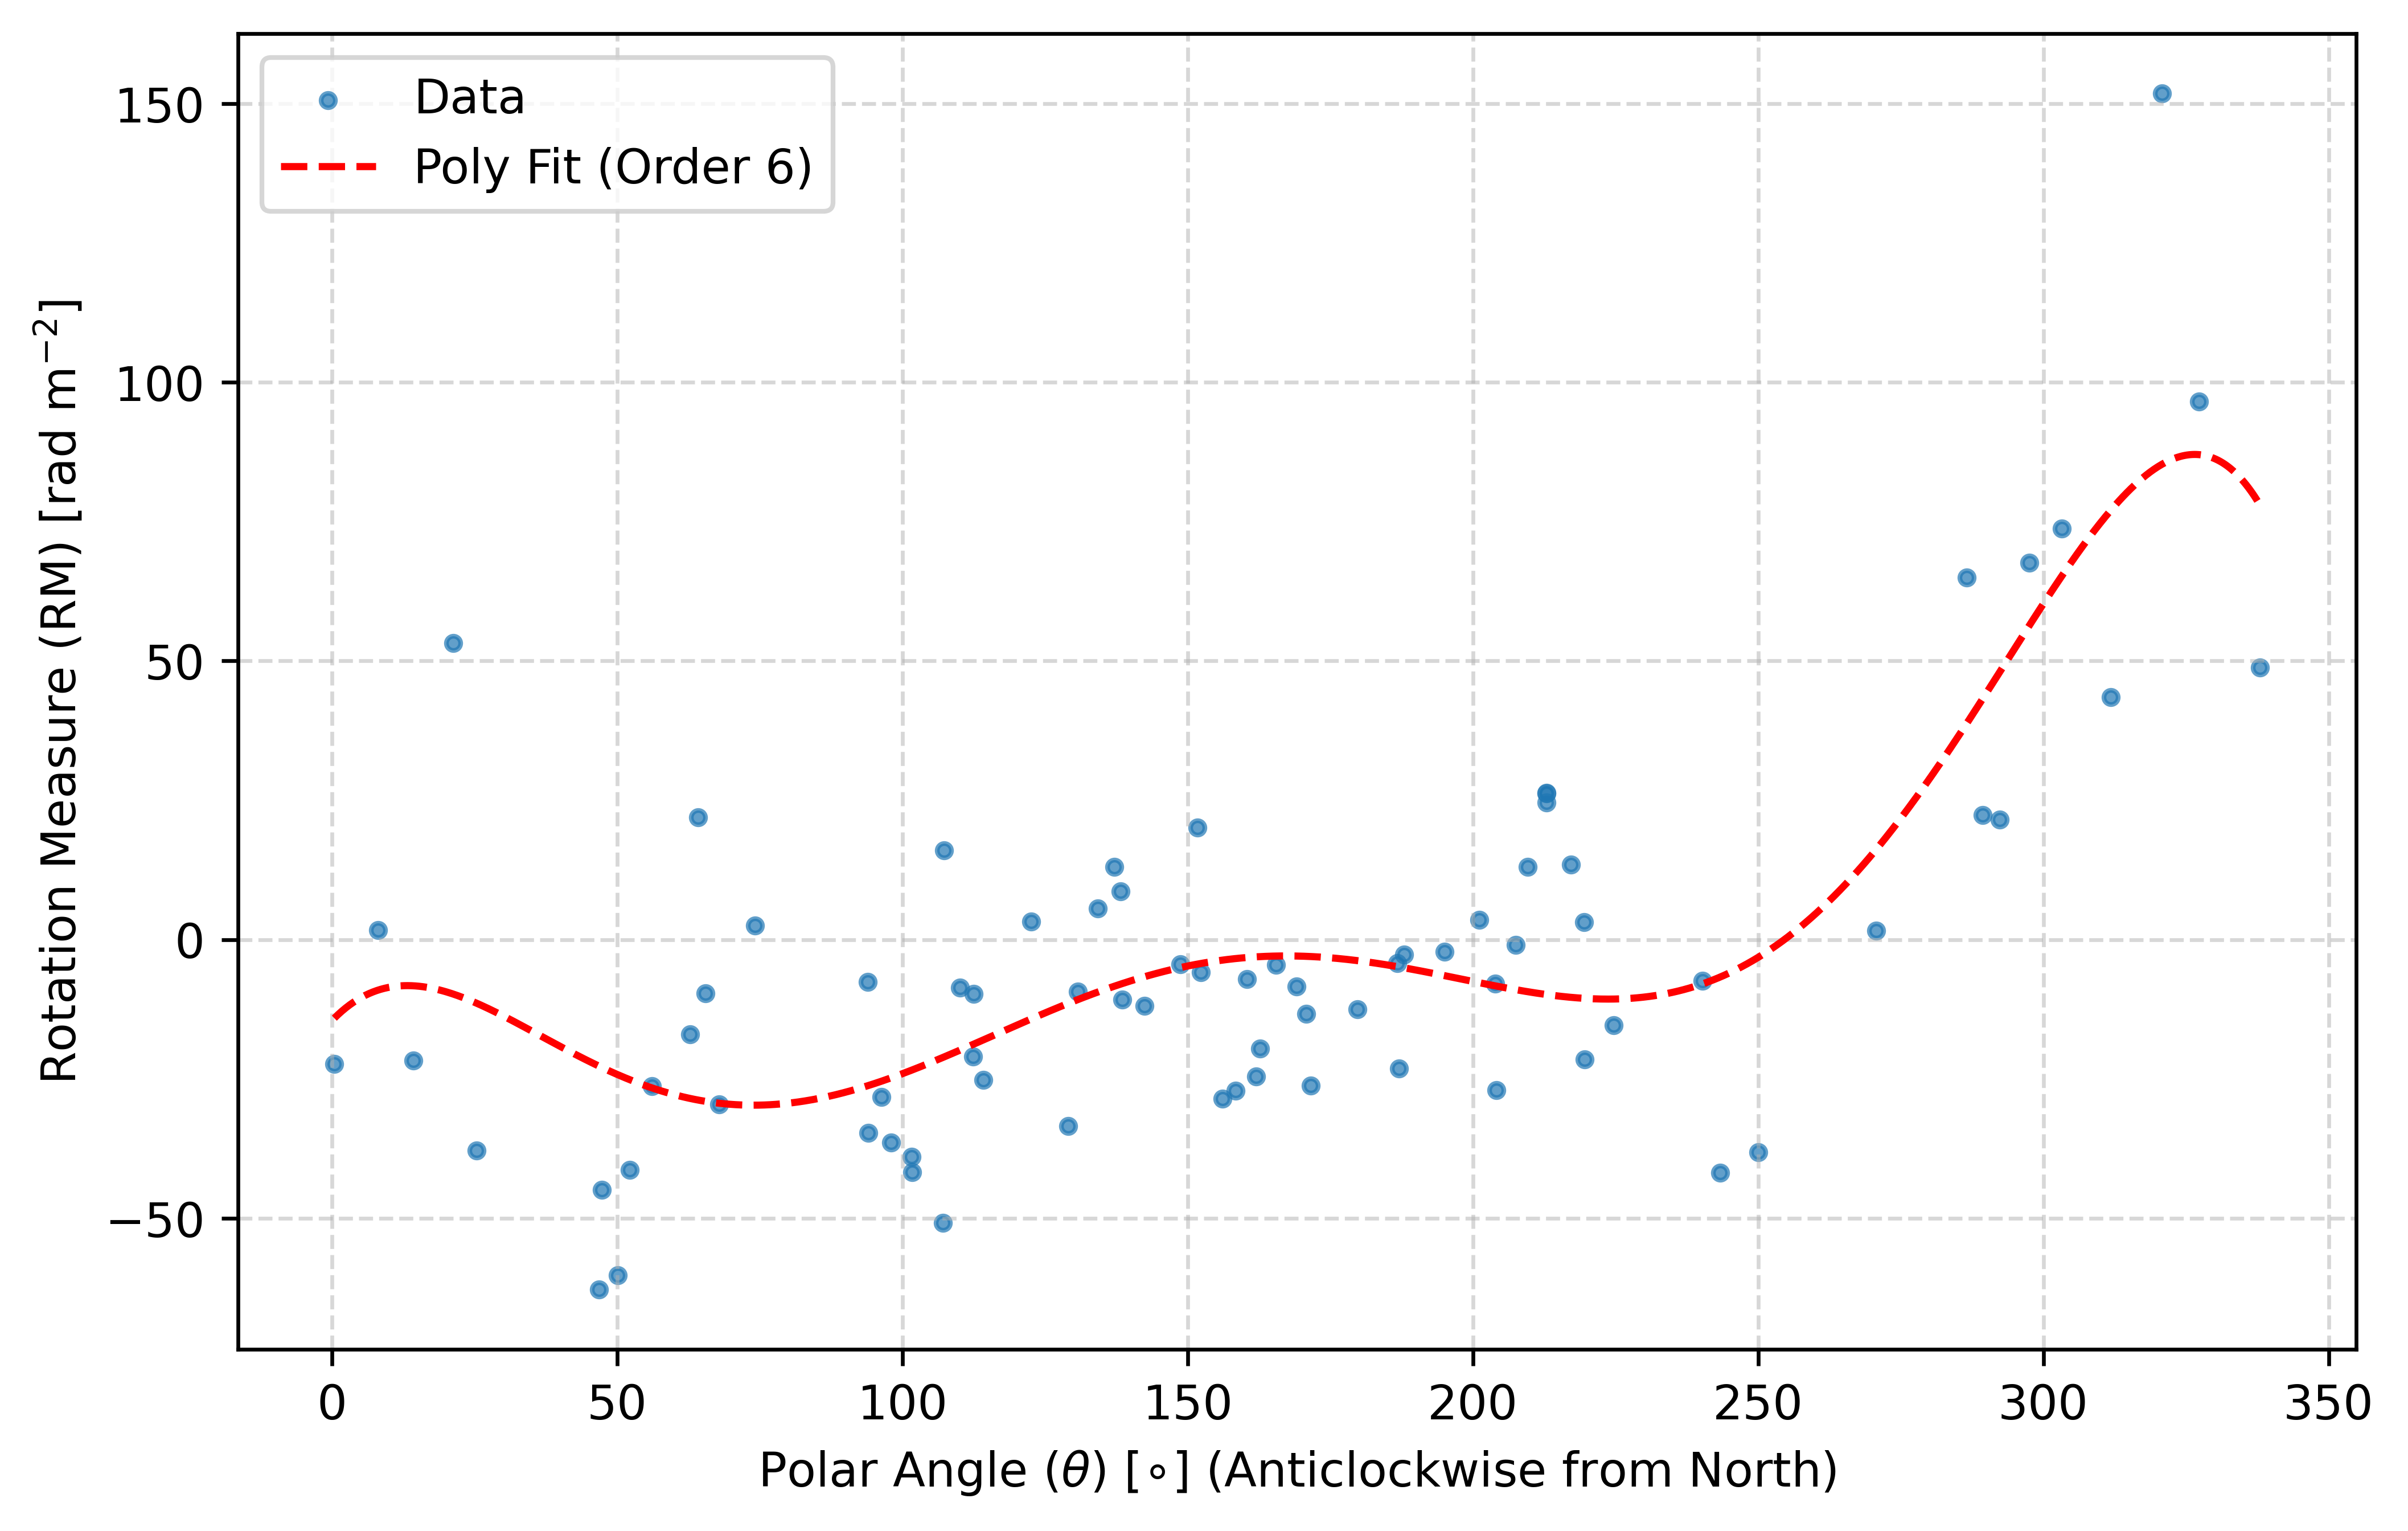 Data
Poly Fit (Order 6)
150
100
50
0
−50
Rotation Measure (RM) [rad m⁻²]
0 50 100 150 200 250 300 350
Polar Angle (θ) [∘] (Anticlockwise from North)